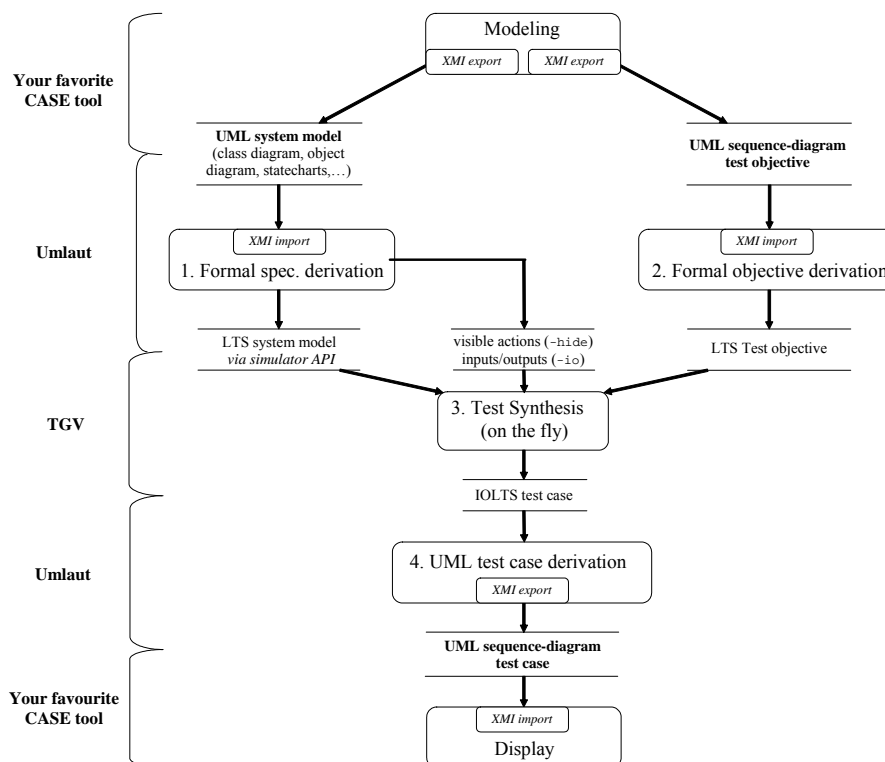 Modeling
XMI export
XMI export
Your favorite
CASE tool
UML system model
(class diagram, object
diagram, statecharts,...)
UML sequence-diagram
test objective
Umlaut
XMI import
1. Formal spec. derivation
XMI import
2. Formal objective derivation
LTS system model
via simulator API
visible actions (-hide)
inputs/outputs (-io)
LTS Test objective
TGV
3. Test Synthesis
(on the fly)
IOLTS test case
Umlaut
4. UML test case derivation
XMI export
UML sequence-diagram
test case
Your favourite
CASE tool
XMI import
Display